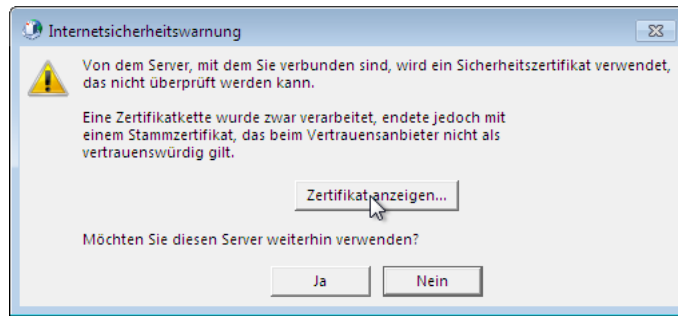 Internetsicherheitswarnung
Von dem Server, mit dem Sie verbunden sind, wird ein Sicherheitszertifikat verwendet,
das nicht überprüft werden kann.
Eine Zertifikatkette wurde zwar verarbeitet, endete jedoch mit
einem Stammzertifikat, das beim Vertrauensanbieter nicht als
vertrauenswürdig gilt.
Zertifikat anzeigen...
Möchten Sie diesen Server weiterhin verwenden?
Ja Nein